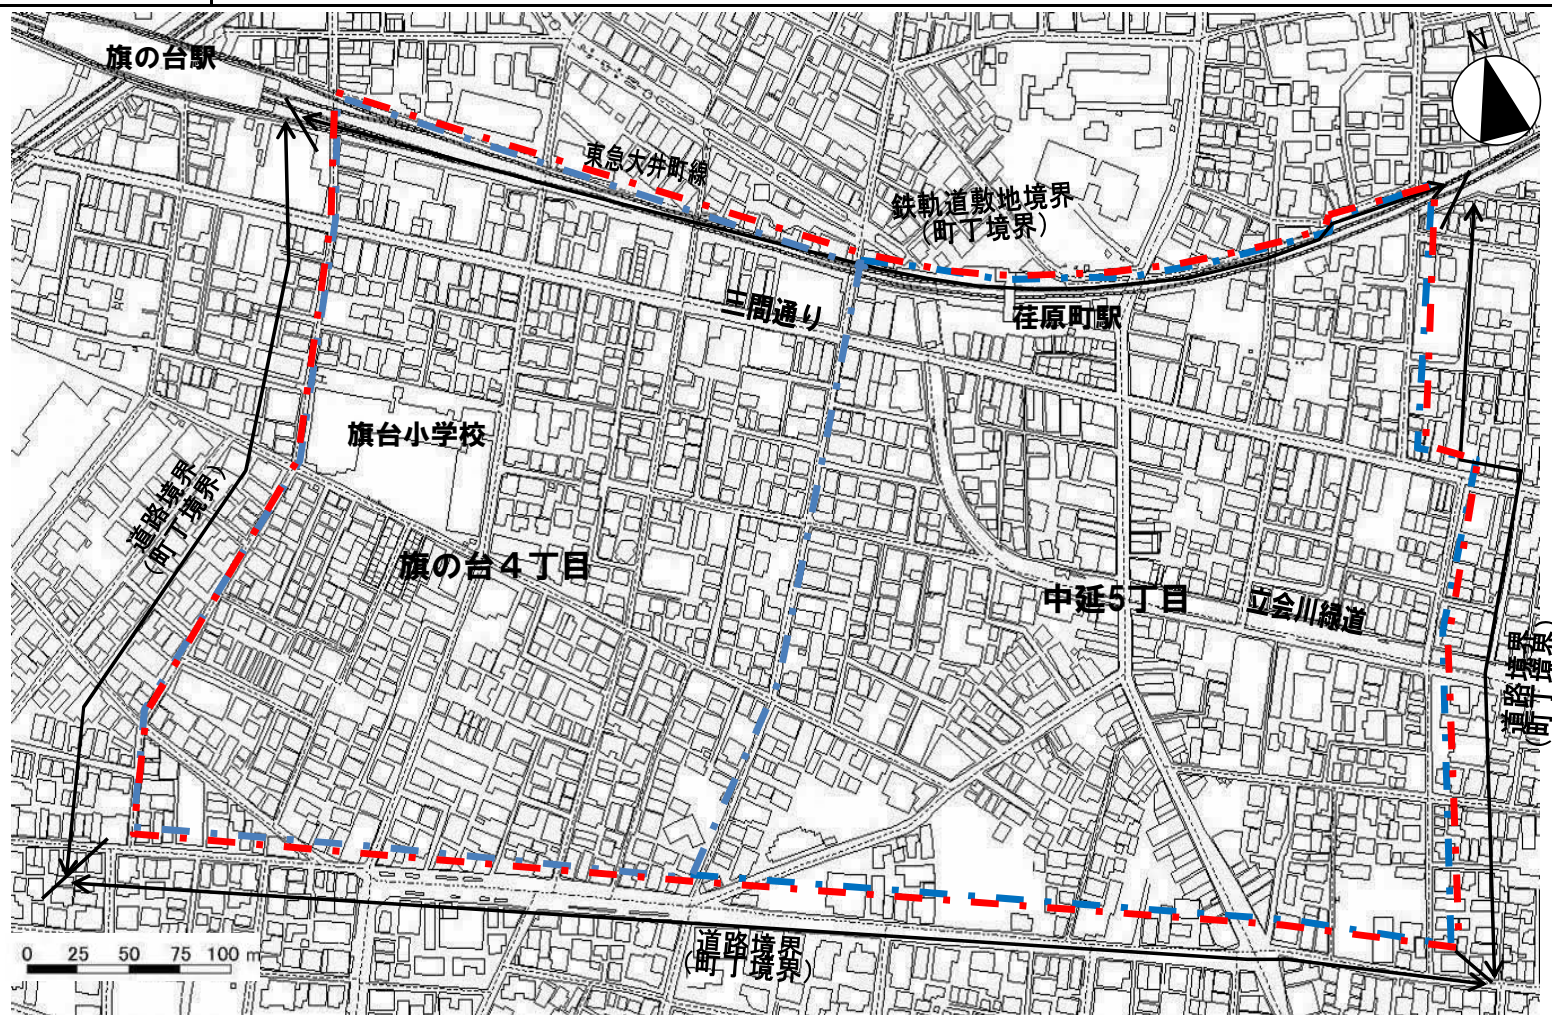 旗の台駅
N
東急大井町線
鉄軌道敷地境界
(町丁境界)
三間通り
荏原町駅
旗台小学校
道路境界
(町丁境界)
旗の台４丁目
中延5丁目
立会川緑道
道路境界
(町丁境界)
道路境界
(町丁境界)
0 25 50 75 100 m